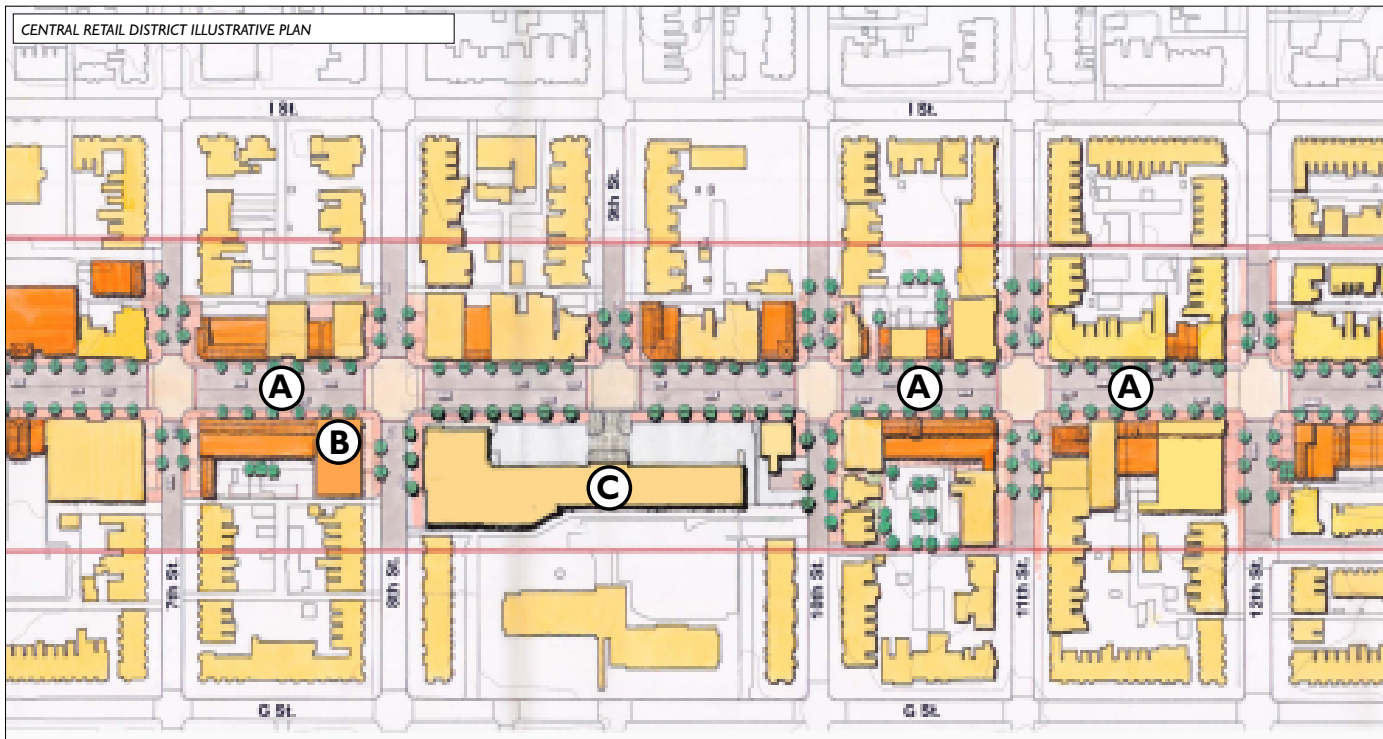 CENTRAL RETAIL DISTRICT ILLUSTRATIVE PLAN
I St.
I St.
9th St.
A
A
A
B
C
7th St.
8th St.
10th St.
11th St.
12th St.
G St.
G St.